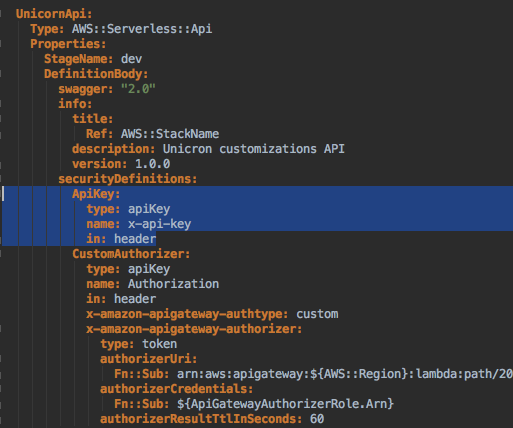 UnicornApi:
Type: AWS::Serverless::Api
Properties:
StageName: dev
DefinitionBody:
swagger: "2.0"
info:
title:
Ref: AWS::StackName
description: Unicron customizations API
version: 1.0.0
securityDefinitions:
ApiKey:
type: apiKey
name: x-api-key
in: header
CustomAuthorizer:
type: apiKey
name: Authorization
in: header
x-amazon-apigateway-authtype: custom
x-amazon-apigateway-authorizer:
type: token
authorizerUri:
Fn::Sub: arn:aws:apigateway:${AWS::Region}:lambda:path/20
authorizerCredentials:
Fn::Sub: ${ApiGatewayAuthorizerRole.Arn}
authorizerResultTtlInSeconds: 60